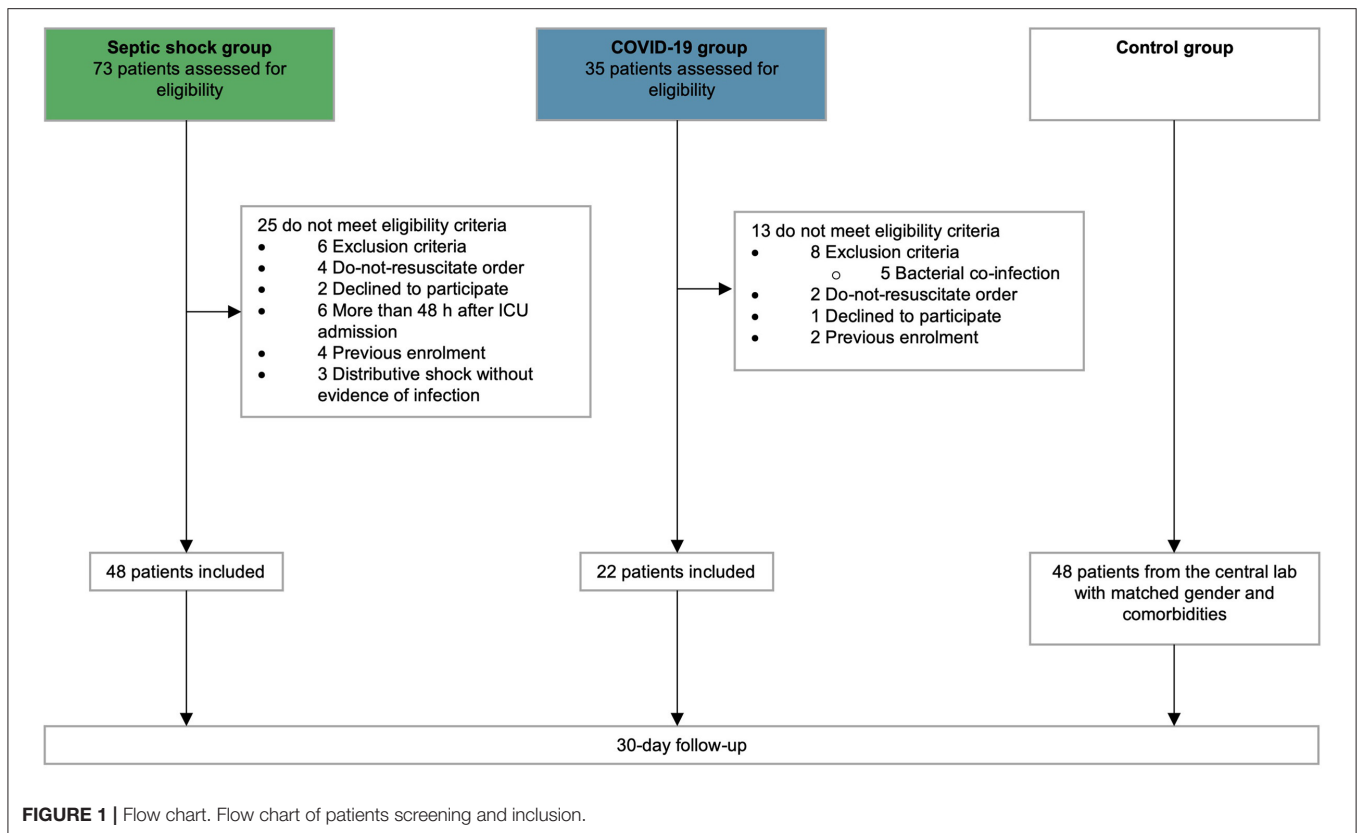 Septic shock group
73 patients assessed for
eligibility
COVID-19 group
35 patients assessed for
eligibility
Control group
25 do not meet eligibility criteria
• 6 Exclusion criteria
• 4 Do-not-resuscitate order
• 2 Declined to participate
• 6 More than 48 h after ICU
admission
• 4 Previous enrolment
• 3 Distributive shock without
evidence of infection
13 do not meet eligibility criteria
• 8 Exclusion criteria
o 5 Bacterial co-infection
• 2 Do-not-resuscitate order
• 1 Declined to participate
• 2 Previous enrolment
48 patients included
22 patients included
48 patients from the central lab
with matched gender and
comorbidities
30-day follow-up
FIGURE 1 | Flow chart. Flow chart of patients screening and inclusion.